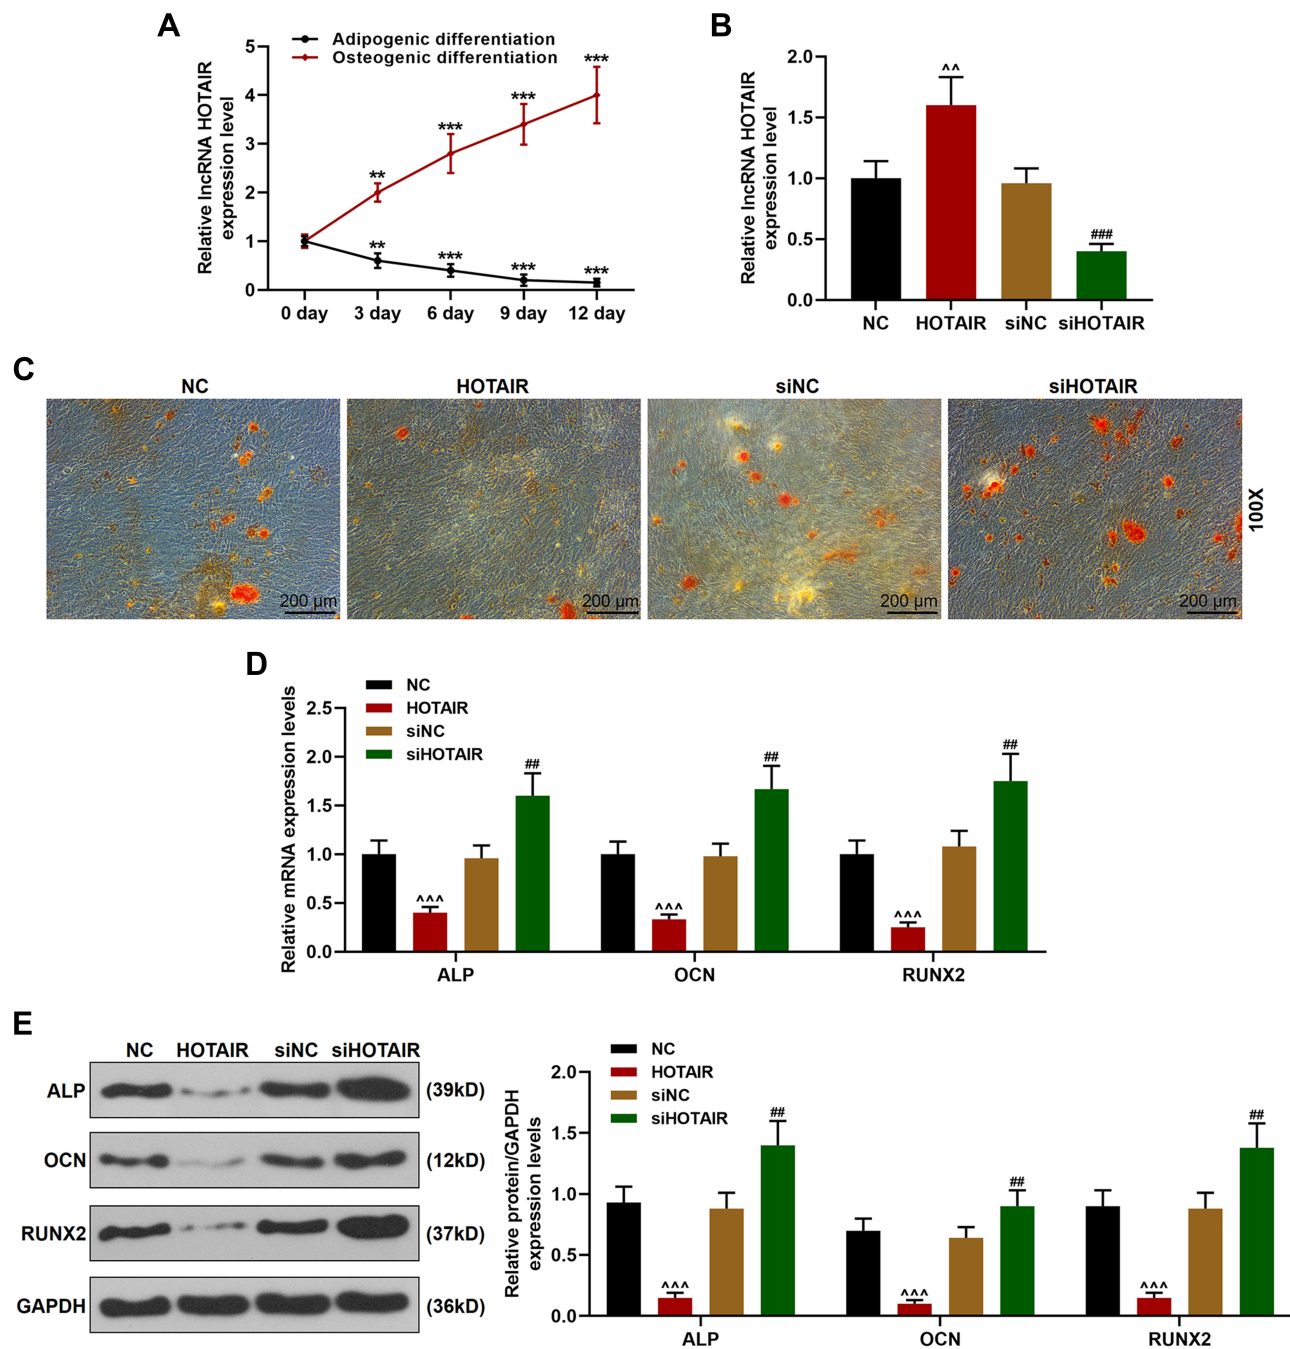 A
Adipogenic differentiation
Osteogenic differentiation
Relative lncRNA HOTAIR
expression level
5
4
3
2
1
0
** *** *** ***
** *** *** ***
0 day 3 day 6 day 9 day 12 day
B
Relative lncRNA HOTAIR
expression level
2.0
1.5
1.0
0.5
0.0
^^
###
NC HOTAIR siNC siHOTAIR
C
NC HOTAIR siNC siHOTAIR
200 µm 200 µm 200 µm 200 µm
100X
D
NC
HOTAIR
siNC
siHOTAIR
Relative mRNA expression levels
2.5
2.0
1.5
1.0
0.5
0.0
^^^ ## ^^^ ## ^^^ ##
ALP OCN RUNX2
E
NC HOTAIR siNC siHOTAIR
ALP (39kD)
OCN (12kD)
RUNX2 (37kD)
GAPDH (36kD)
NC
HOTAIR
siNC
siHOTAIR
Relative protein/GAPDH
expression levels
2.0
1.5
1.0
0.5
0.0
^^^ ## ^^^ ## ^^^ ##
ALP OCN RUNX2